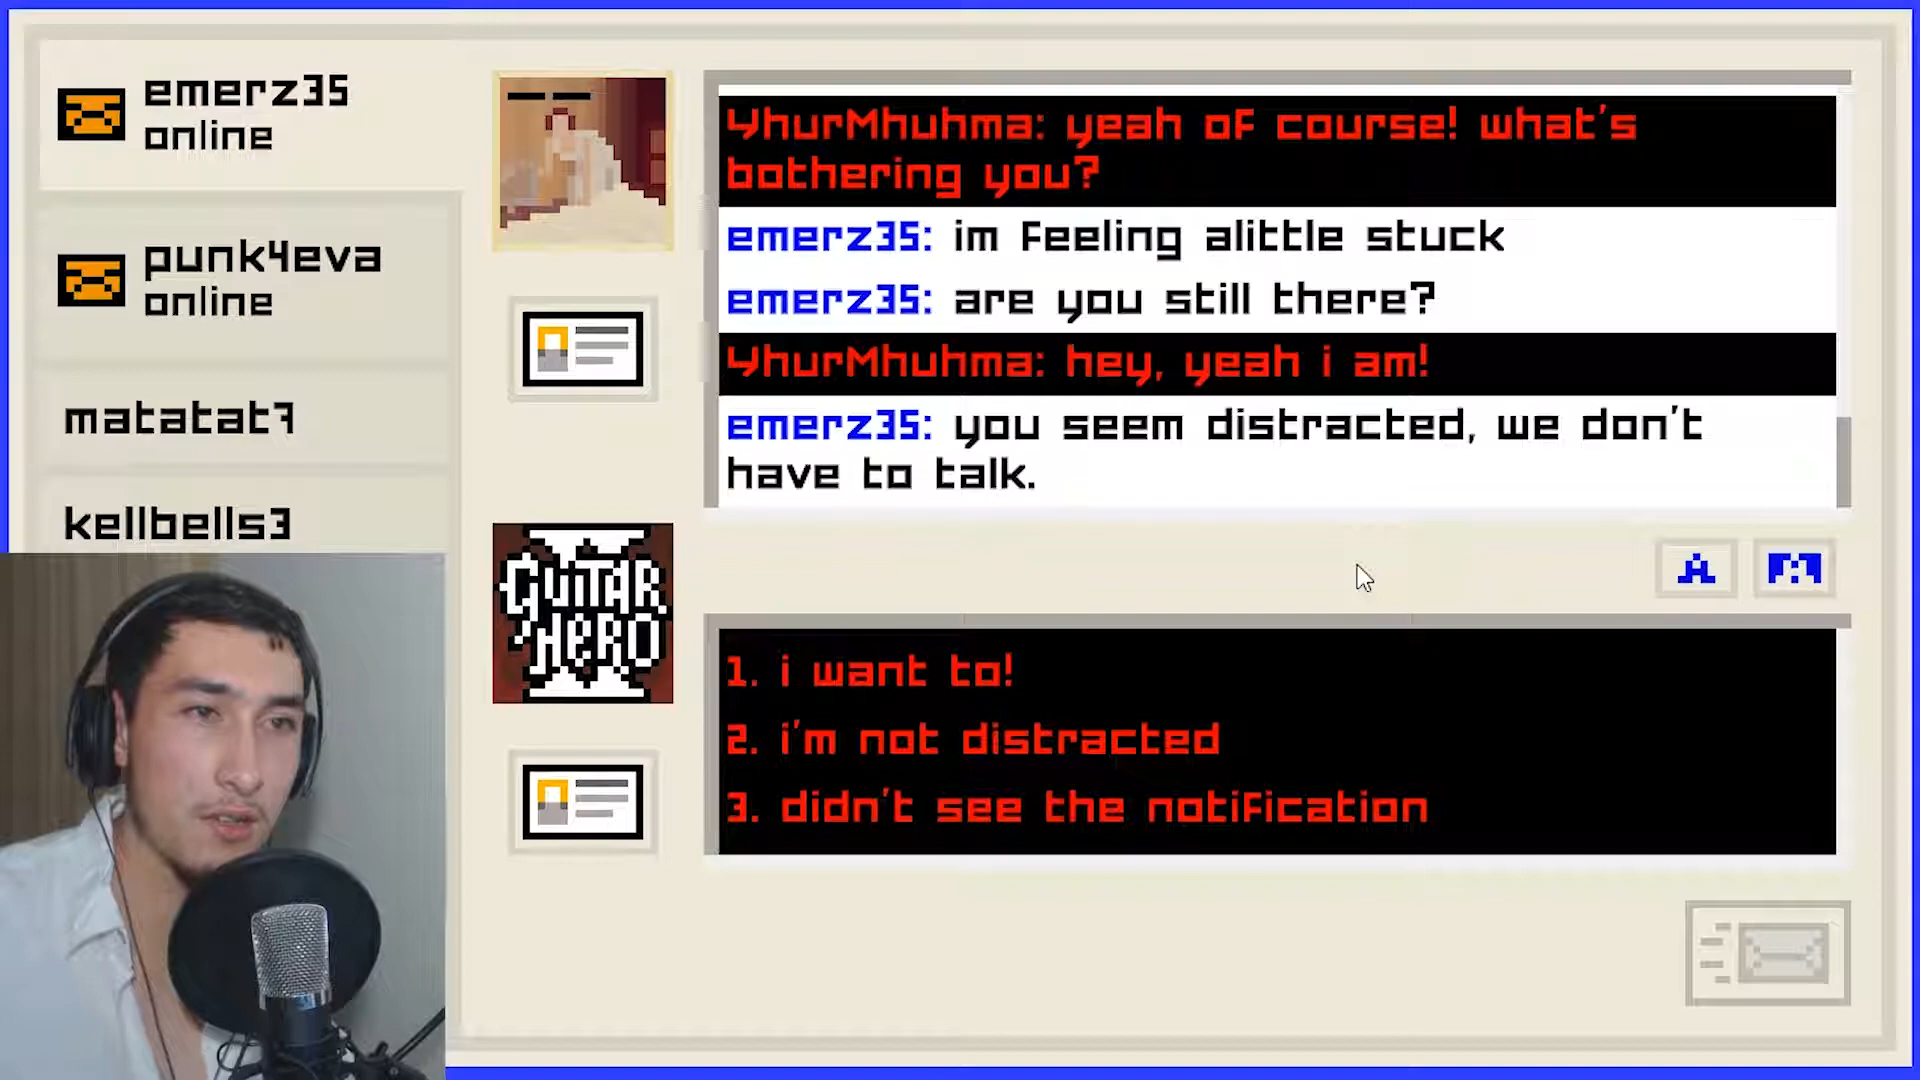 emerz35
online
punk4eva
online
matatat7
kellbells3
YhurMhuhma: yeah of course! what's
bothering you?
emerz35: im feeling alittle stuck
emerz35: are you still there?
YhurMhuhma: hey, yeah i am!
emerz35: you seem distracted, we don't
have to talk.
GUITAR
HERO
A
1. i want to!
2. i'm not distracted
3. didn't see the notification